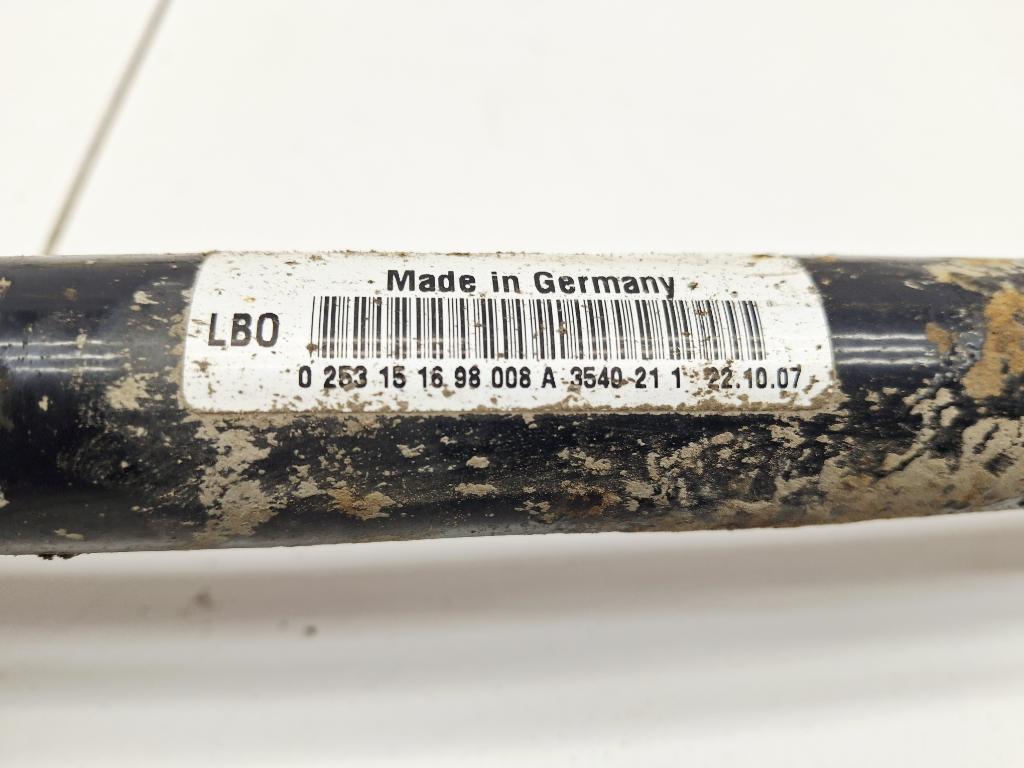 Made in Germany
LBO
0 253 15 16 98 008 A 3540 21 1 22.10.07